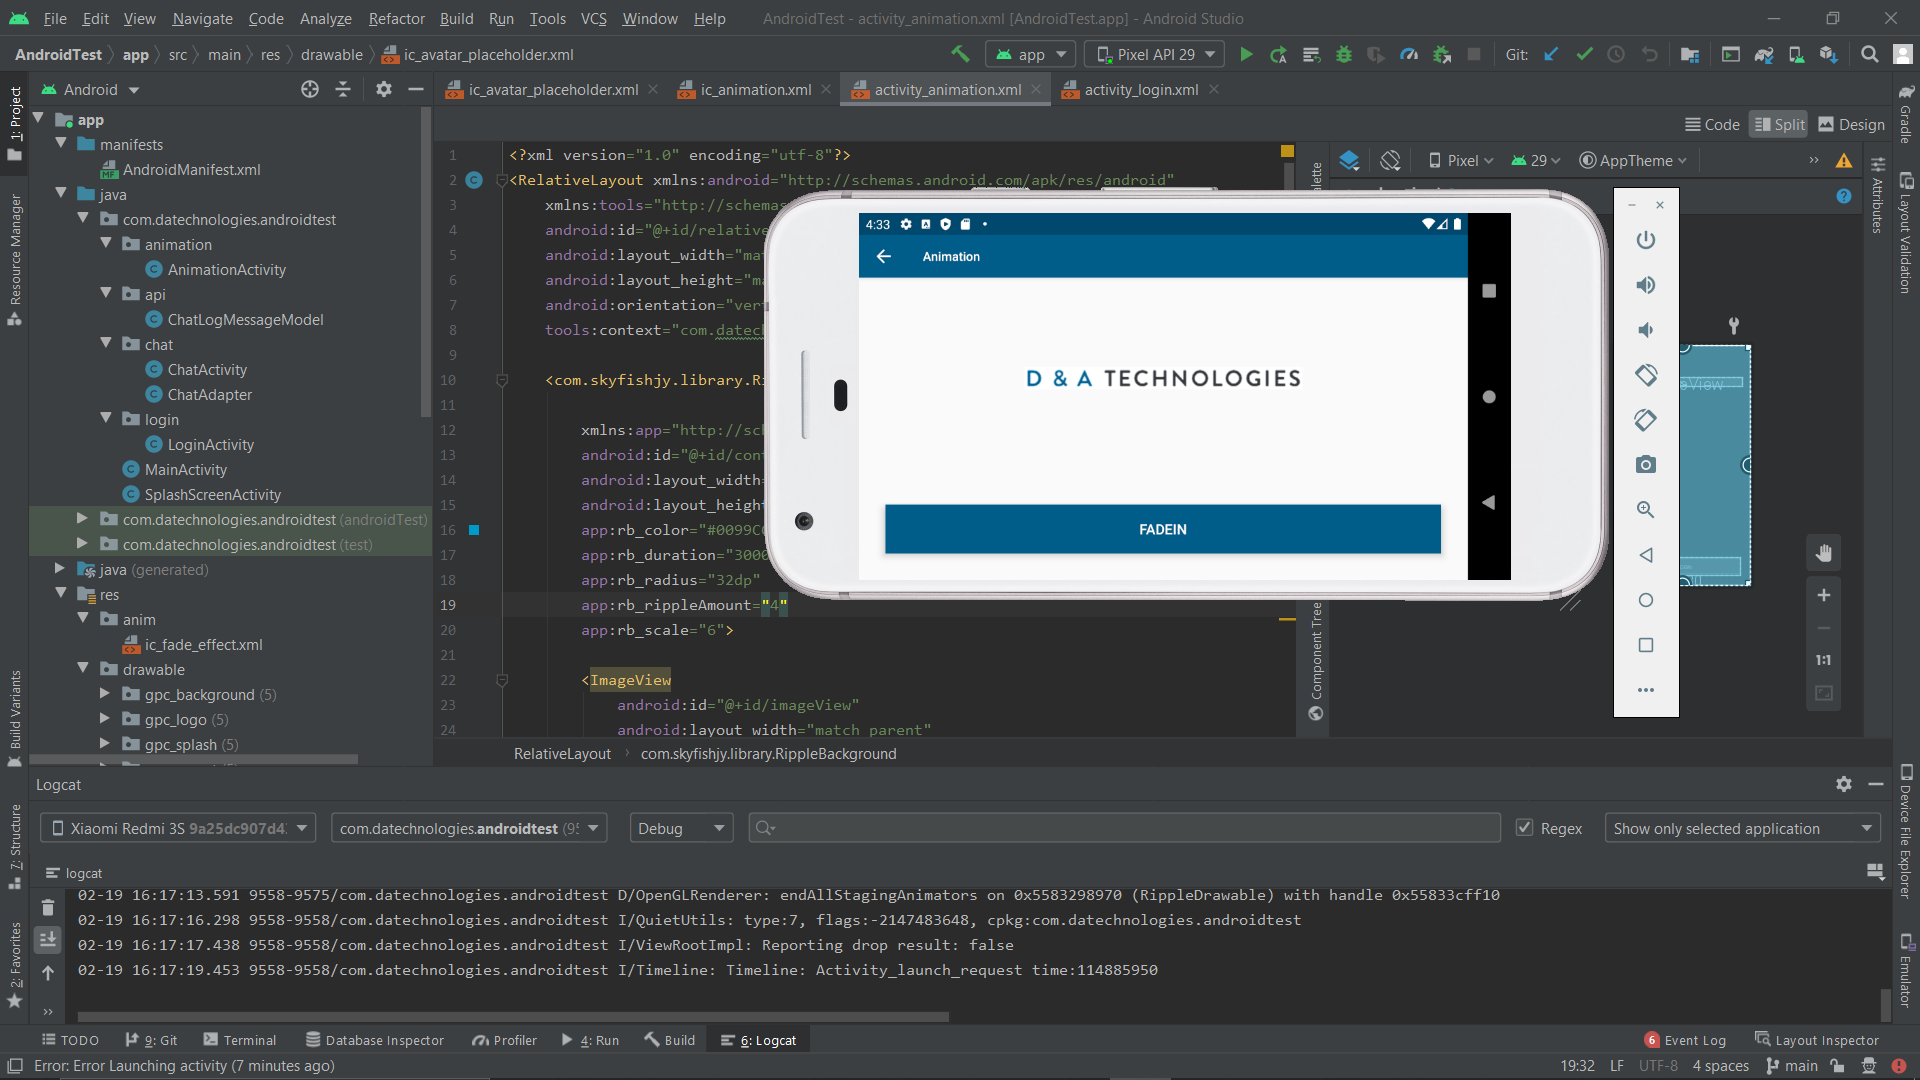 File Edit View Navigate Code Analyze Refactor Build Run Tools VCS Window Help AndroidTest - activity_animation.xml [AndroidTest.app] - Android Studio
AndroidTest app src main res drawable ic_avatar_placeholder.xml app Pixel API 29 Git:
1: Project
Resource Manager
Build Variants
7: Structure
2: Favorites
Android
app
manifests
AndroidManifest.xml
java
com.datechnologies.androidtest
animation
AnimationActivity
api
ChatLogMessageModel
chat
ChatActivity
ChatAdapter
login
LoginActivity
MainActivity
SplashScreenActivity
com.datechnologies.androidtest (androidTest)
com.datechnologies.androidtest (test)
java (generated)
res
anim
ic_fade_effect.xml
drawable
gpc_background (5)
gpc_logo (5)
gpc_splash (5)
ic_avatar_placeholder.xml ic_animation.xml activity_animation.xml activity_login.xml
Code Split Design
1 <?xml version="1.0" encoding="utf-8"?>
2 <RelativeLayout xmlns:android="http://schemas.android.com/apk/res/android"
3 xmlns:tools="http://schemas
4 android:id="@+id/relative
5 android:layout_width="ma
6 android:layout_height="ma
7 android:orientation="vert
8 tools:context="com.datech
9
10 <com.skyfishjy.library.Ri
11
12 xmlns:app="http://sch
13 android:id="@+id/cont
14 android:layout_width=
15 android:layout_height
16 app:rb_color="#0099CC
17 app:rb_duration="3000
18 app:rb_radius="32dp"
19 app:rb_rippleAmount="4"
20 app:rb_scale="6">
21
22 <ImageView
23 android:id="@+id/imageView"
24 android:layout_width="match_parent"
RelativeLayout com.skyfishjy.library.RippleBackground
Pixel 29 AppTheme
Component Tree
4:33
Animation
D & A TECHNOLOGIES
FADEIN
1:1
Gradle
Attributes
Layout Validation
Device File Explorer
Emulator
Logcat
Xiaomi Redmi 3S 9a25dc907d4 com.datechnologies.androidtest Debug Regex Show only selected application
logcat
02-19 16:17:13.591 9558-9575/com.datechnologies.androidtest D/OpenGLRenderer: endAllStagingAnimators on 0x5583298970 (RippleDrawable) with handle 0x55833cff10
02-19 16:17:16.298 9558-9558/com.datechnologies.androidtest I/QuietUtils: type:7, flags:-2147483648, cpkg:com.datechnologies.androidtest
02-19 16:17:17.438 9558-9558/com.datechnologies.androidtest I/ViewRootImpl: Reporting drop result: false
02-19 16:17:19.453 9558-9558/com.datechnologies.androidtest I/Timeline: Timeline: Activity_launch_request time:114885950
TODO 9: Git Terminal Database Inspector Profiler 4: Run Build 6: Logcat 6 Event Log Layout Inspector
Error: Error Launching activity (7 minutes ago) 19:32 LF UTF-8 4 spaces main